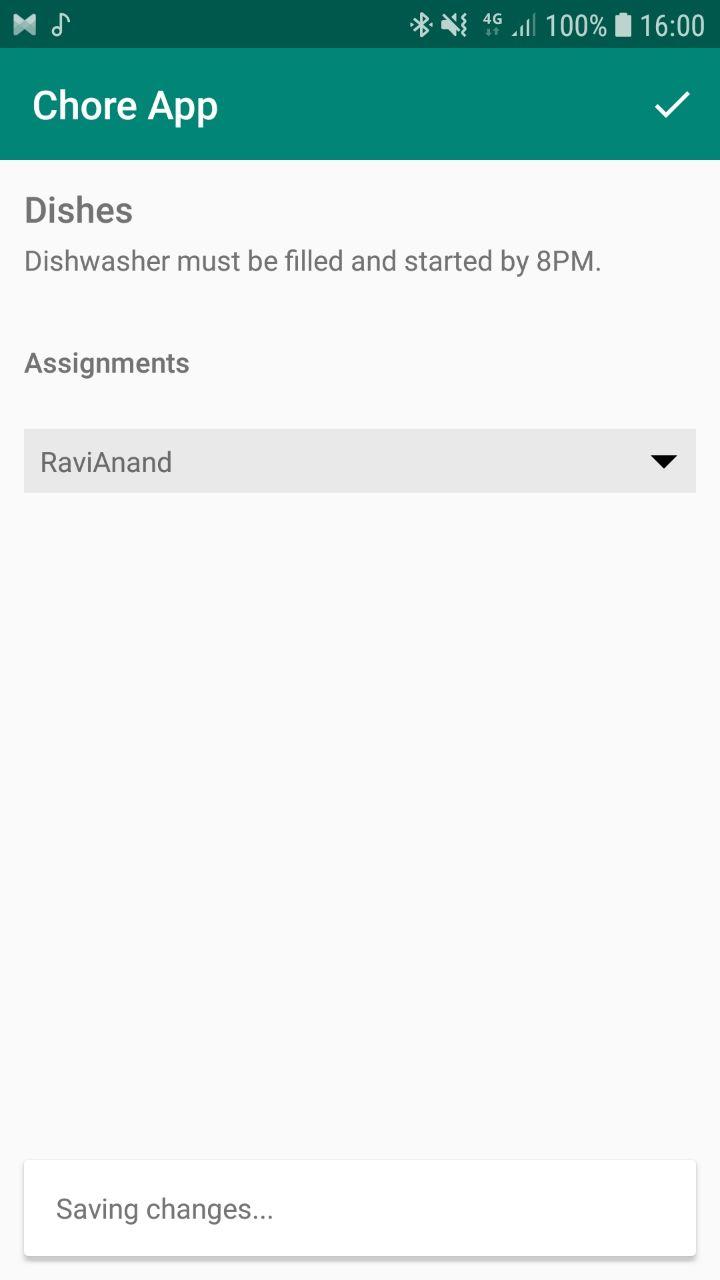 4G 100% 16:00
Chore App
Dishes
Dishwasher must be filled and started by 8PM.
Assignments
RaviAnand
Saving changes...